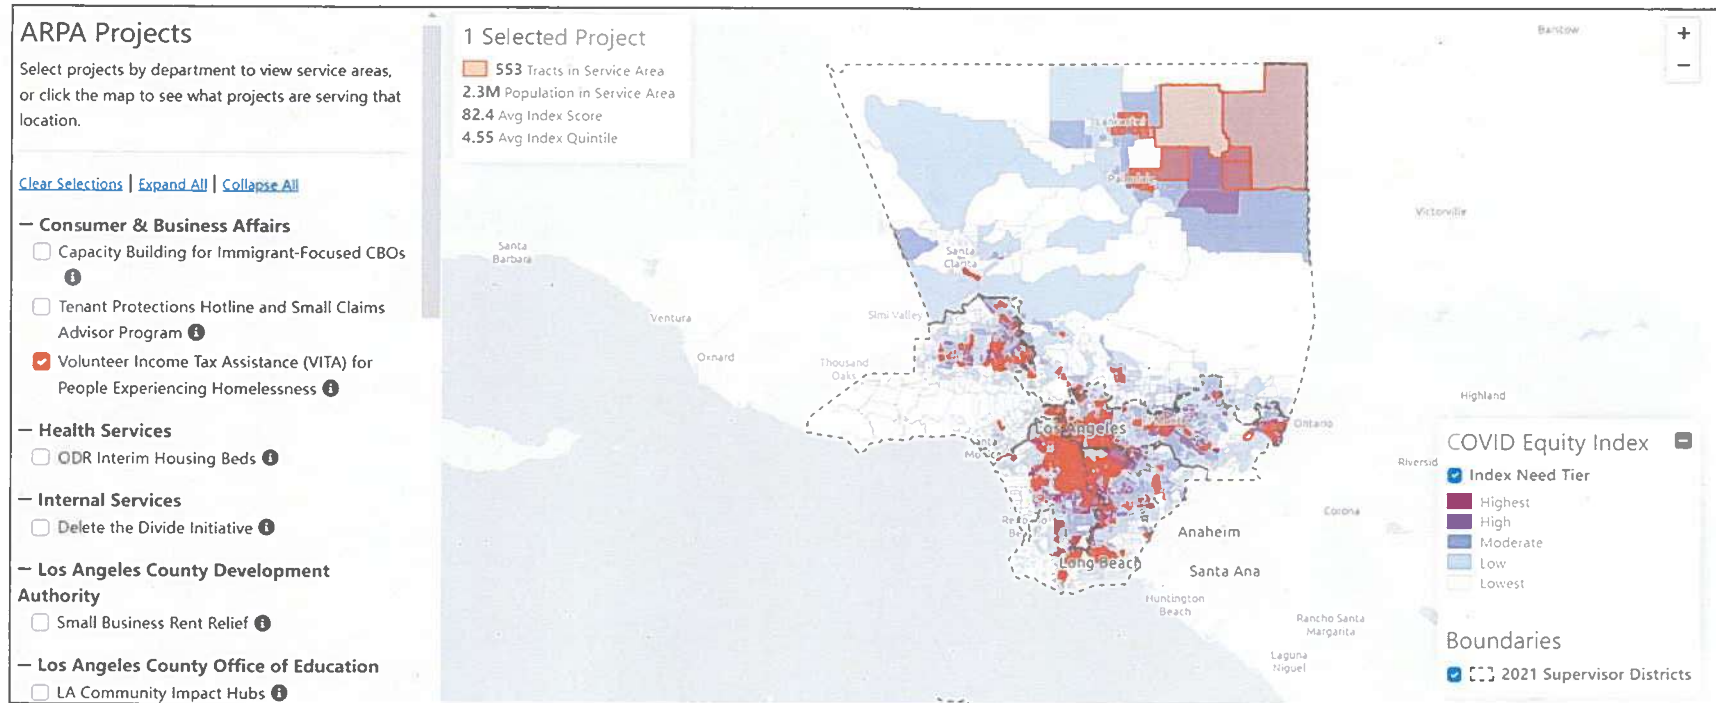 ARPA Projects
Select projects by department to view service areas,
or click the map to see what projects are serving that
location.
Clear Selections | Expand All | Collapse All
— Consumer & Business Affairs
Capacity Building for Immigrant-Focused CBOs
Tenant Protections Hotline and Small Claims
Advisor Program
Volunteer Income Tax Assistance (VITA) for
People Experiencing Homelessness
— Health Services
ODR Interim Housing Beds
— Internal Services
Delete the Divide Initiative
— Los Angeles County Development
Authority
Small Business Rent Relief
— Los Angeles County Office of Education
LA Community Impact Hubs
1 Selected Project
553 Tracts in Service Area
2.3M Population in Service Area
82.4 Avg Index Score
4.55 Avg Index Quintile
Barstow
Lancaster
Palmdale
Victorville
Santa
Barbara
Santa
Clarita
Ventura
Simi Valley
Oxnard
Thousand
Oaks
Highland
Los Angeles
Ontario
Santa
Corona
Anaheim
Long Beach
Santa Ana
Huntington
Beach
Rancho Santa
Margarita
Laguna
Niguel
+
−
COVID Equity Index
Index Need Tier
Highest
High
Moderate
Low
Lowest
Boundaries
2021 Supervisor Districts